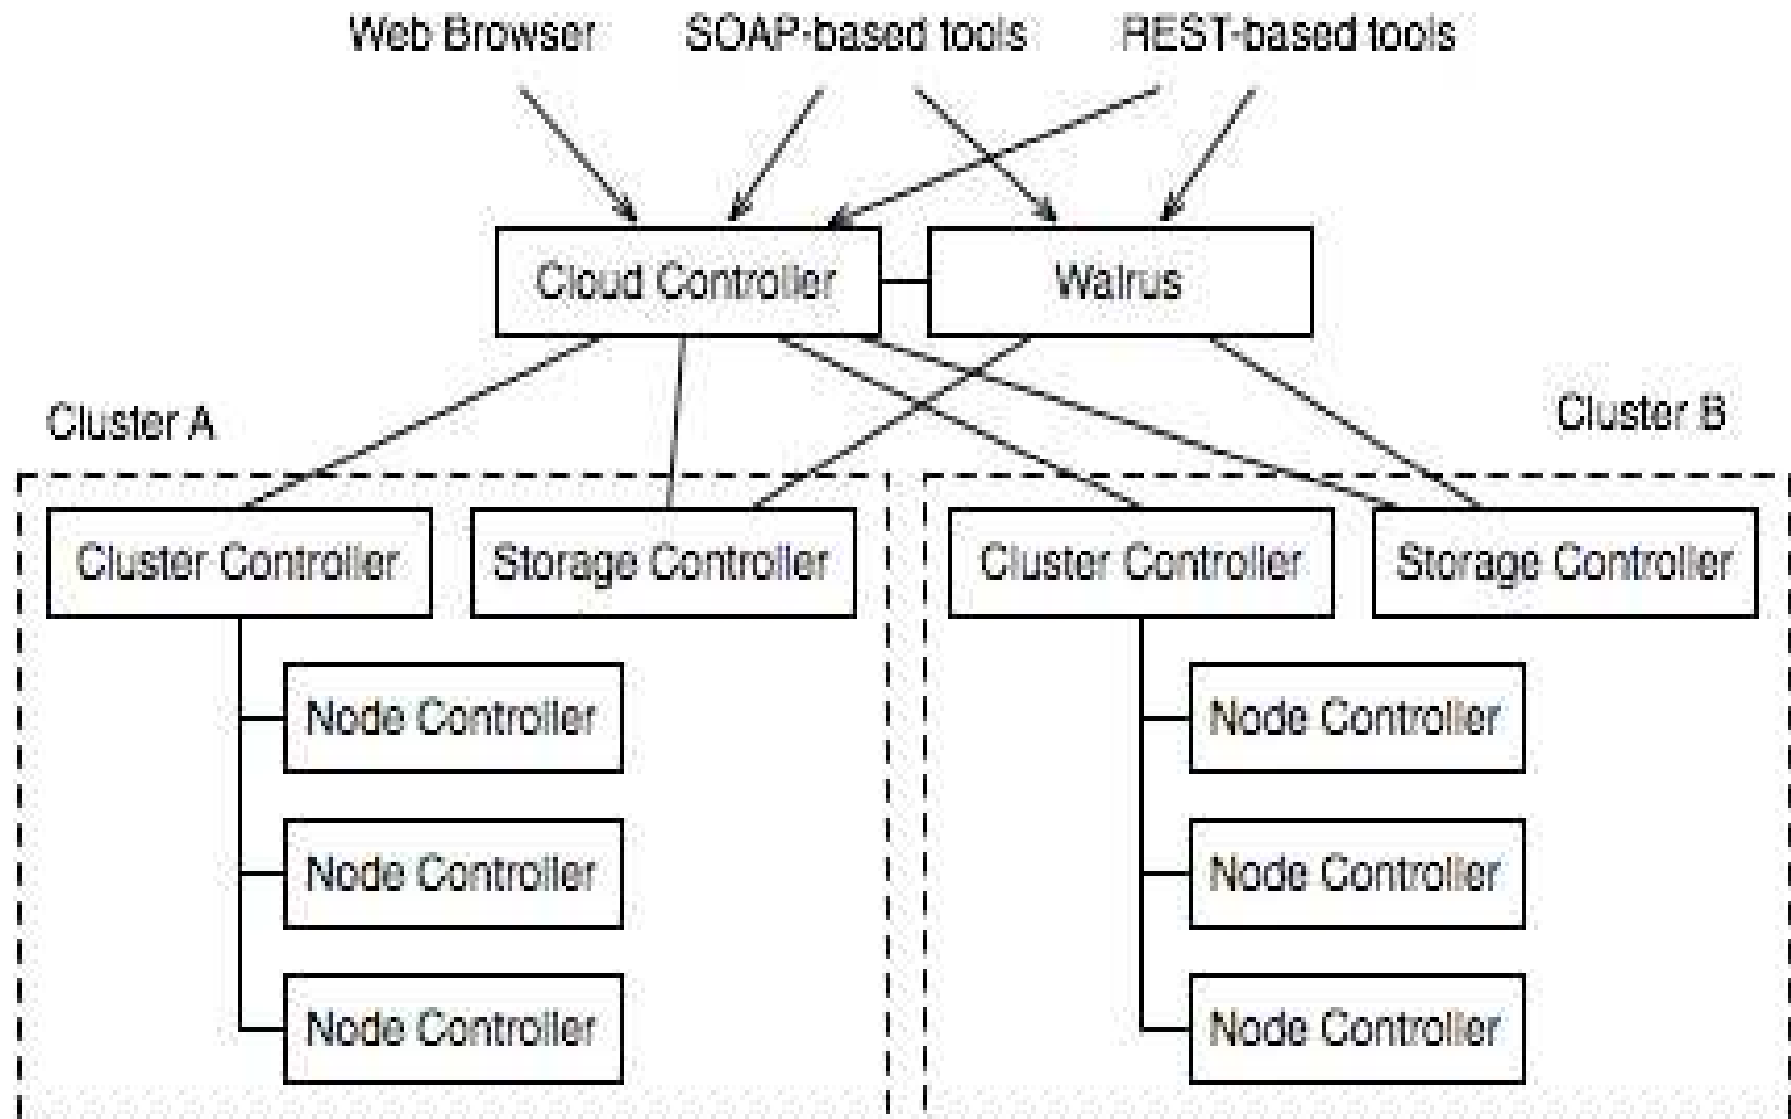 Web Browser SOAP-based tools REST-based tools
Cloud Controller Walrus
Cluster A Cluster B
Cluster Controller Storage Controller Cluster Controller Storage Controller
Node Controller Node Controller
Node Controller Node Controller
Node Controller Node Controller